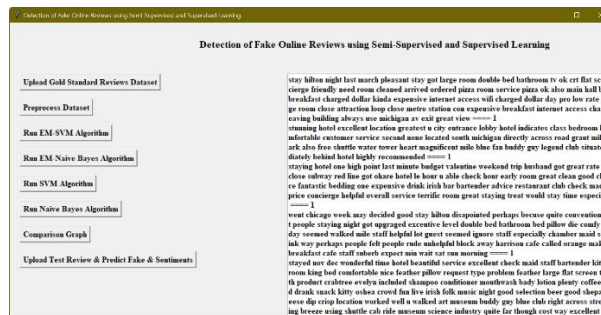 Detection of Fake Online Reviews using Semi-Supervised and Supervised Learning
Detection of Fake Online Reviews using Semi-Supervised and Supervised Learning
Upload Gold Standard Reviews Dataset
Preprocess Dataset
Run EM-SVM Algorithm
Run EM-Naive Bayes Algorithm
Run SVM Algorithm
Run Naive Bayes Algorithm
Comparison Graph
Upload Test Review & Predict Fake & Sentiments
stay hilton night last march pleasant stay got large room double bed bathroom tv ok crt flat sc
cierge friendly need room cleaned arrived ordered pizza room service pizza ok also main hall b
breakfast charged dollar kinda expensive internet access wifi charged dollar day pro low rate
ge room close attraction loop close metro station con expensive breakfast internet access cha
eaving building always use michigan av exit great view ==== 1
stunning hotel excellent location greatest u city entrance lobby hotel indicates class bedroom l
mfortable customer service second none located south michigan directly across road grant mil
ark also free shuttle water tower heart magnificent mile blue fan buddy guy legend club situate
diately behind hotel highly recommended ==== 1
staying hotel one high point last minute budget valentine weekend trip husband got great rate
close subway red line got ohare hotel le hour u able check hour early room great clean good cl
ce fantastic bedding one expensive drink irish bar bartender advice restaurant club check mac
price concierge helpful overall service terrific room great staying treat would stay time especi
==== 1
went chicago week may decided good stay hilton disapointed perhaps becuse quite convention
t people staying night got upgraded excecutive level double bed bathroom bed pillow die comfy
day seemed walked mile staff helpful lot guest seemed ignore staff especially chamber maid s
ink way perhaps people felt people rude unhelpful block away harrison cafe called orange mak
breakfast cafe staff suberb expect min wait sat sun morning ==== 1
stayed nov dec wonderful time hotel beautiful service excellent check maid staff bartender kit
room king bed comfortable nice feather pillow request type problem feather large flat screen t
th product crabtree evelyn included shampoo conditioner mouthwash bady lotion plenty coffee
d drank snack kitty oshea crowd fun live irish folk music night good selection beer good shepa
eese dip crisp location worked well u walked art museum buddy guy blue club right across stre
ing breeze using shuttle cab ride museum science industry quite far though cost way excellent